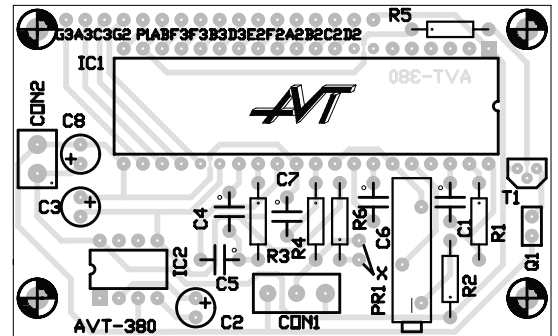 R5
G3A3C3G2 PLABF3F3B3D3E2F2A2B2C2D2
IC1
AVT-380
AVT
CON2
C8
C3
C7
C4
R3
R4
R6
C6
C1
R1
T1
Q1
IC2
C5
PR1
X
R2
C2
CON1
AVT-380